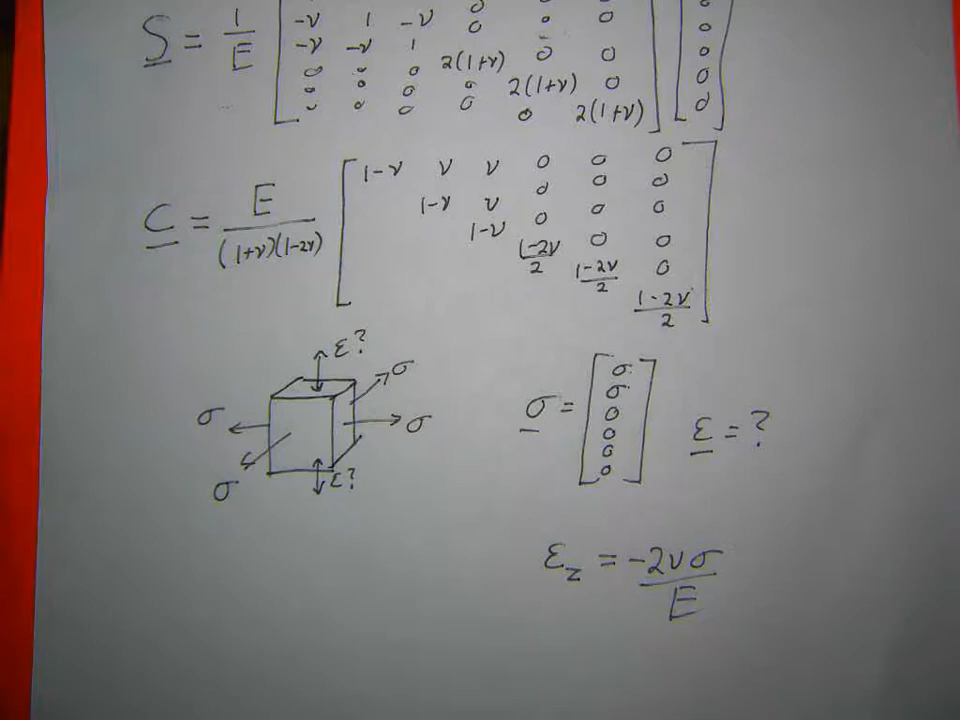 S = 1/E [ -ν 1 -ν 0 0 0
-ν -ν 1 0 0 0
0 0 0 2(1+ν) 0 0
0 0 0 0 2(1+ν) 0
0 0 0 0 0 2(1+ν) ] [ 0 0 0 0 ]
C = E/((1+ν)(1-2ν)) [ 1-ν ν ν 0 0 0
1-ν ν 0 0 0
1-ν 0 0 0
1-2ν/2 0 0
1-2ν/2 0
1-2ν/2 ]
ε?
σ
σ
σ
σ
ε?
σ = [ σ σ 0 0 0 0 ] ε = ?
ε_z = -2νσ/E